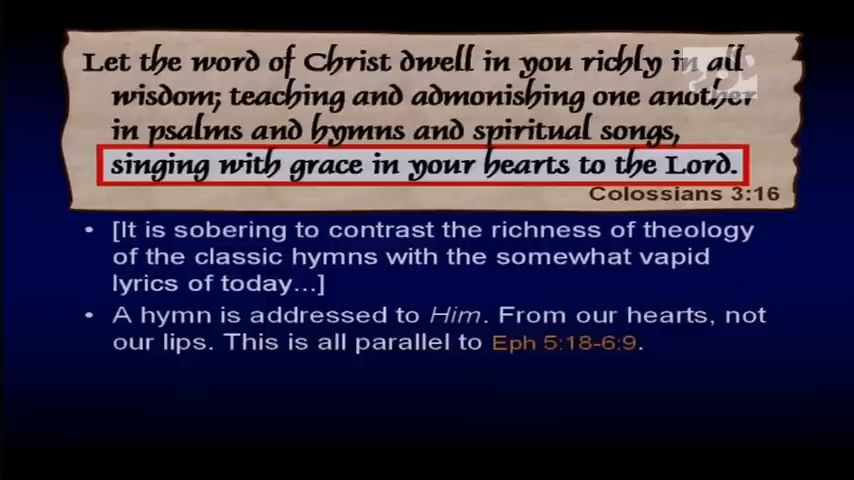 Let the word of Christ dwell in you richly in all
wisdom; teaching and admonishing one another
in psalms and hymns and spiritual songs,
singing with grace in your hearts to the Lord.
Colossians 3:16
• [It is sobering to contrast the richness of theology
of the classic hymns with the somewhat vapid
lyrics of today...]
• A hymn is addressed to Him. From our hearts, not
our lips. This is all parallel to Eph 5:18-6:9.